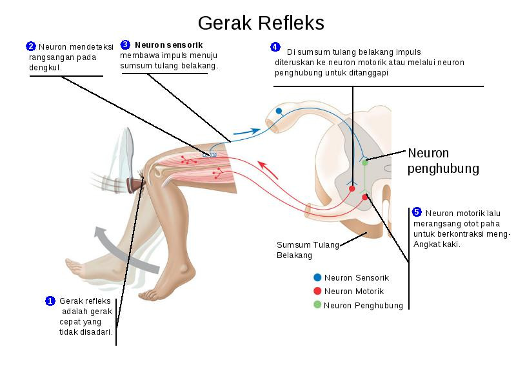 Gerak Refleks
2 Neuron mendeteksi
rangsangan pada
dengkul.
3 Neuron sensorik
membawa impuls menuju
sumsum tulang belakang.
4 Di sumsum tulang belakang impuls
diteruskan ke neuron motorik atau melalui neuron
penghubung untuk ditanggapi
Neuron
penghubung
5 Neuron motorik lalu
merangsang otot paha
untuk berkontraksi meng-
Angkat kaki.
Sumsum Tulang
Belakang
Neuron Sensorik
Neuron Motorik
Neuron Penghubung
1 Gerak refleks
adalah gerak
cepat yang
tidak disadari.